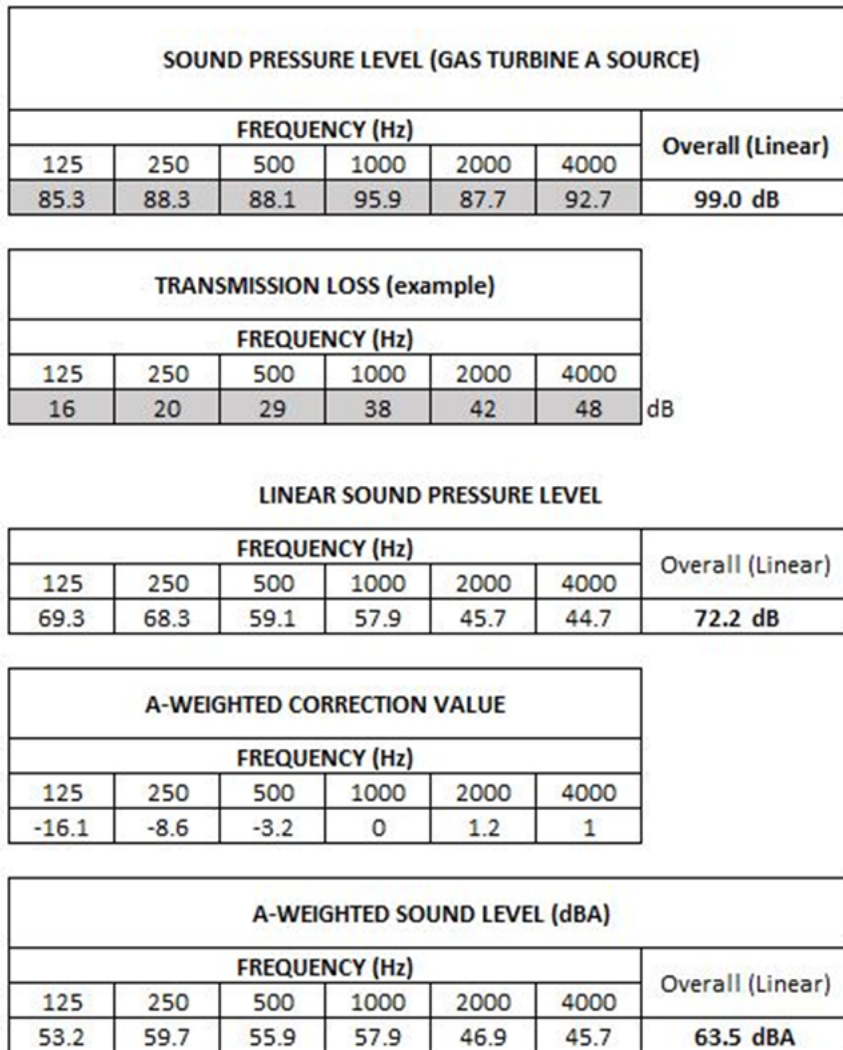 SOUND PRESSURE LEVEL (GAS TURBINE A SOURCE)
FREQUENCY (Hz) Overall (Linear)
125 250 500 1000 2000 4000
85.3 88.3 88.1 95.9 87.7 92.7 99.0 dB
TRANSMISSION LOSS (example)
FREQUENCY (Hz)
125 250 500 1000 2000 4000
16 20 29 38 42 48 dB
LINEAR SOUND PRESSURE LEVEL
FREQUENCY (Hz) Overall (Linear)
125 250 500 1000 2000 4000
69.3 68.3 59.1 57.9 45.7 44.7 72.2 dB
A-WEIGHTED CORRECTION VALUE
FREQUENCY (Hz)
125 250 500 1000 2000 4000
-16.1 -8.6 -3.2 0 1.2 1
A-WEIGHTED SOUND LEVEL (dBA)
FREQUENCY (Hz) Overall (Linear)
125 250 500 1000 2000 4000
53.2 59.7 55.9 57.9 46.9 45.7 63.5 dBA